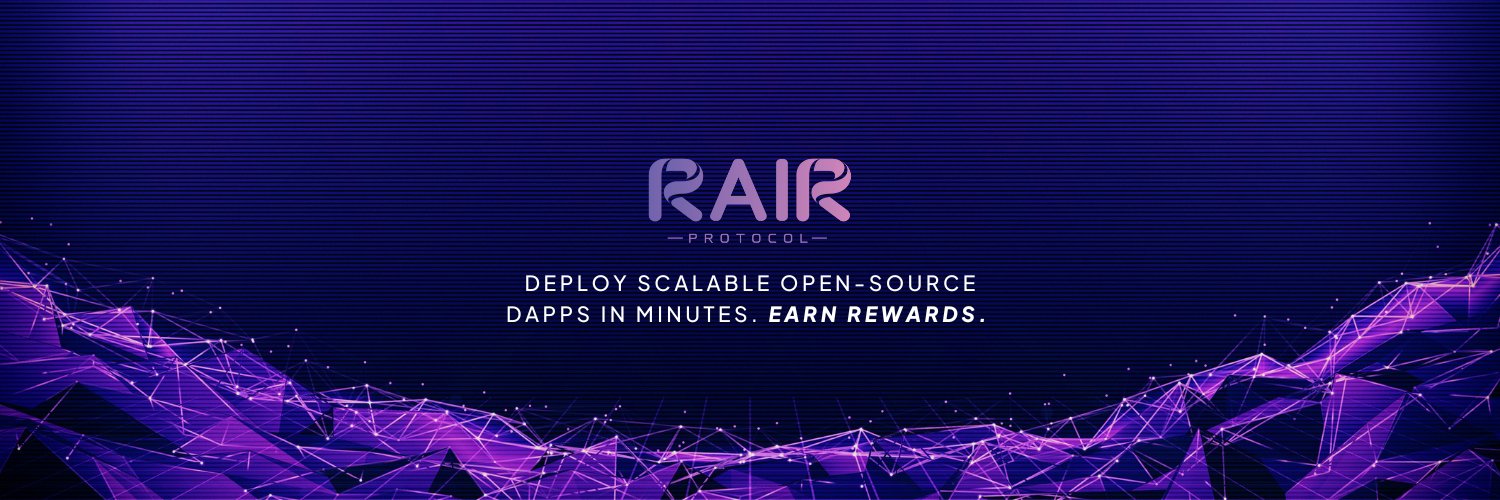 RAIR
—PROTOCOL—
DEPLOY SCALABLE OPEN-SOURCE
DAPPS IN MINUTES. EARN REWARDS.